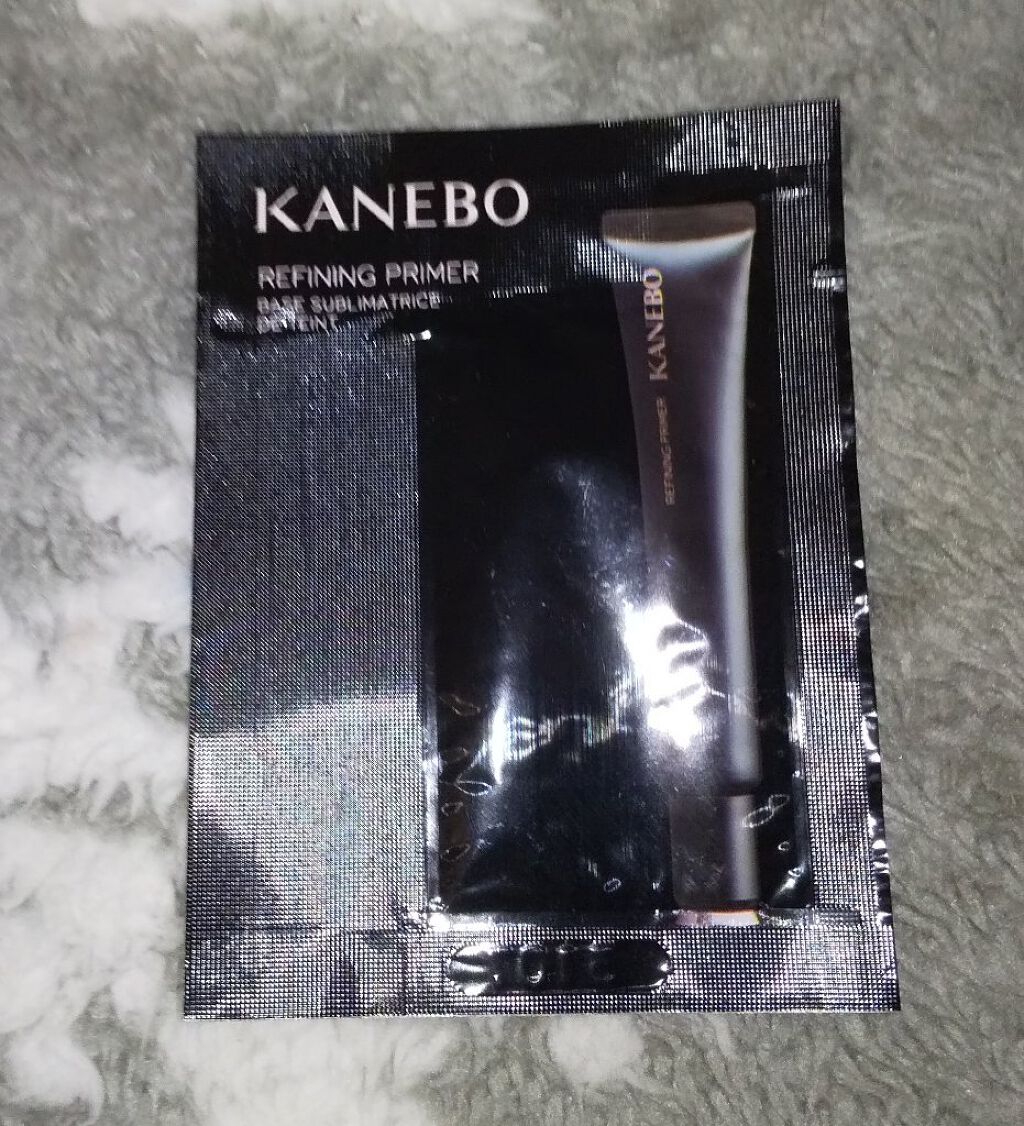 KANEBO
REFINING PRIMER
BASE SUBLIMATRICE
DE TEINT
KANEBO
REFINING PRIMER